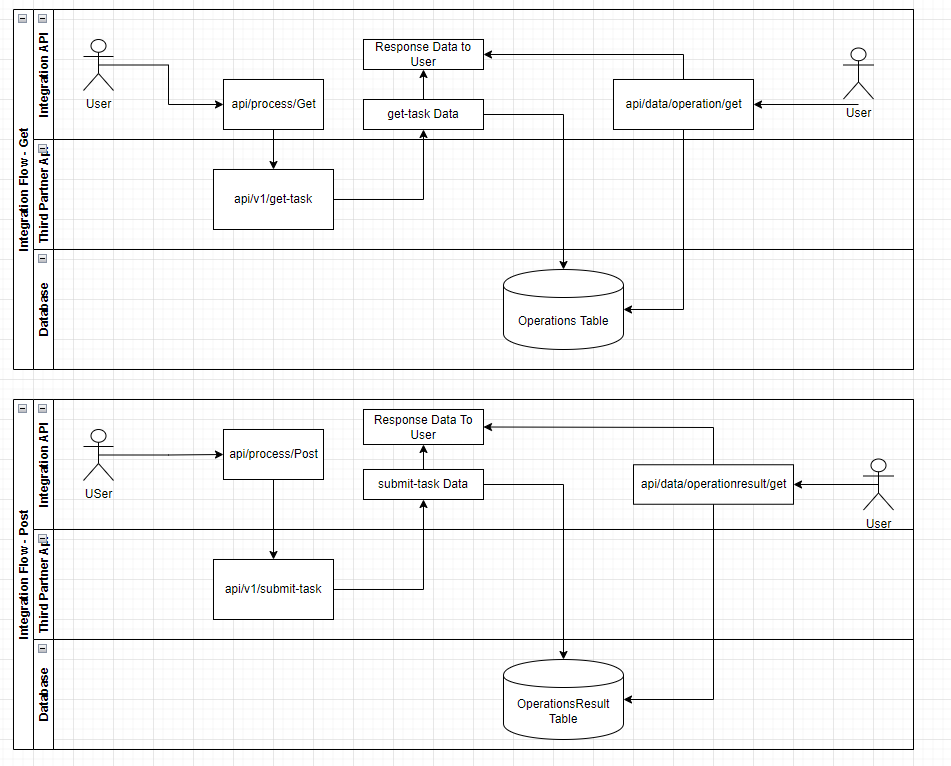 Integration Flow - Get
Integration API
User
api/process/Get
Response Data to
User
get-task Data
api/data/operation/get
User
Third Partner Ap
api/v1/get-task
Database
Operations Table
Integration Flow - Post
Integration API
USer
api/process/Post
Response Data To
User
submit-task Data
api/data/operationresult/get
User
Third Partner Ap
api/v1/submit-task
Database
OperationsResult
Table